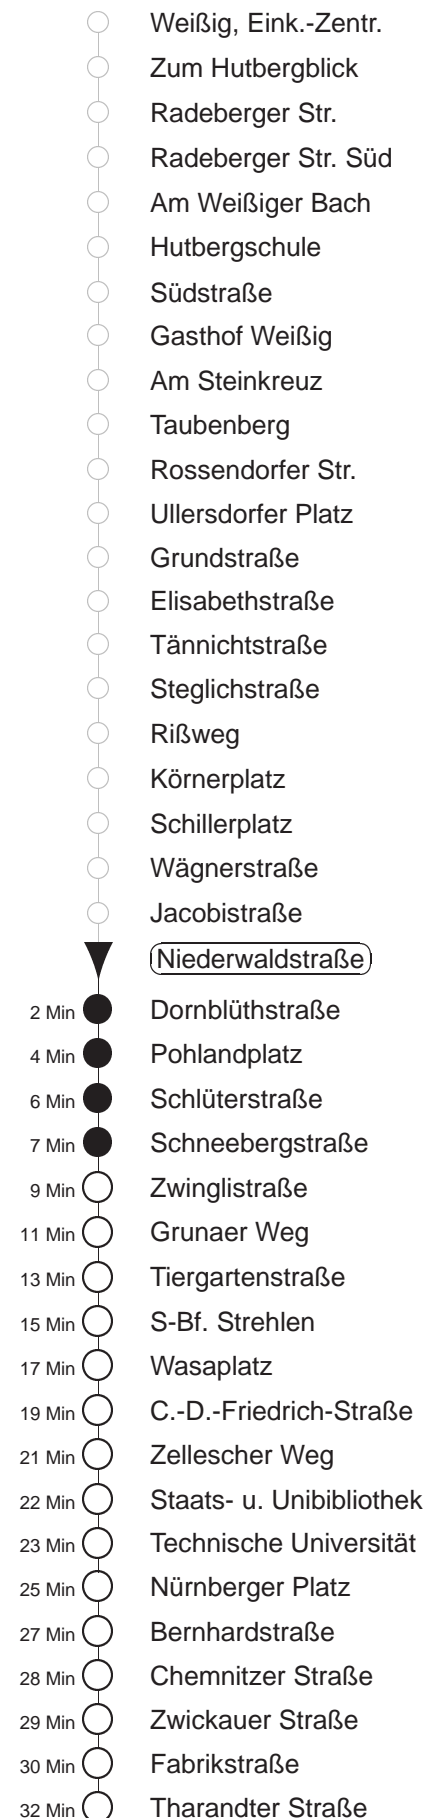 Weißig, Eink.-Zentr.
Zum Hutbergblick
Radeberger Str.
Radeberger Str. Süd
Am Weißiger Bach
Hutbergschule
Südstraße
Gasthof Weißig
Am Steinkreuz
Taubenberg
Rossendorfer Str.
Ullersdorfer Platz
Grundstraße
Elisabethstraße
Tännichtstraße
Steglichstraße
Rißweg
Körnerplatz
Schillerplatz
Wägnerstraße
Jacobistraße
Niederwaldstraße
2 Min Dornblüthstraße
4 Min Pohlandplatz
6 Min Schlüterstraße
7 Min Schneebergstraße
9 Min Zwinglistraße
11 Min Grunaer Weg
13 Min Tiergartenstraße
15 Min S-Bf. Strehlen
17 Min Wasaplatz
19 Min C.-D.-Friedrich-Straße
21 Min Zellescher Weg
22 Min Staats- u. Unibibliothek
23 Min Technische Universität
25 Min Nürnberger Platz
27 Min Bernhardstraße
28 Min Chemnitzer Straße
29 Min Zwickauer Straße
30 Min Fabrikstraße
32 Min Tharandter Straße